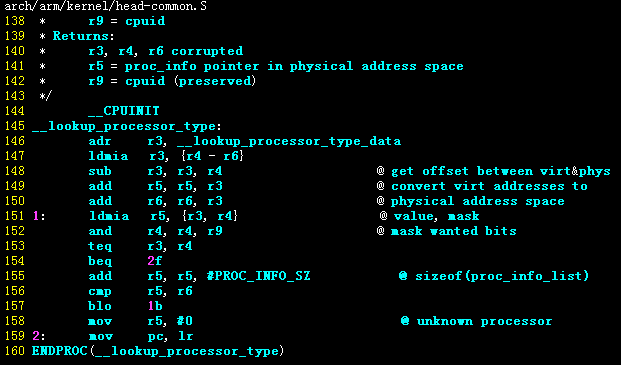 arch/arm/kernel/head-common.S
138 *      r9 = cpuid
139 * Returns:
140 *      r3, r4, r6 corrupted
141 *      r5 = proc_info pointer in physical address space
142 *      r9 = cpuid (preserved)
143 */
144         __CPUINIT
145 __lookup_processor_type:
146         adr     r3, __lookup_processor_type_data
147         ldmia   r3, {r4 - r6}
148         sub     r3, r3, r4                      @ get offset between virt&phys
149         add     r5, r5, r3                      @ convert virt addresses to
150         add     r6, r6, r3                      @ physical address space
151 1:      ldmia   r5, {r3, r4}                    @ value, mask
152         and     r4, r4, r9                      @ mask wanted bits
153         teq     r3, r4
154         beq     2f
155         add     r5, r5, #PROC_INFO_SZ           @ sizeof(proc_info_list)
156         cmp     r5, r6
157         blo     1b
158         mov     r5, #0                          @ unknown processor
159 2:      mov     pc, lr
160 ENDPROC(__lookup_processor_type)